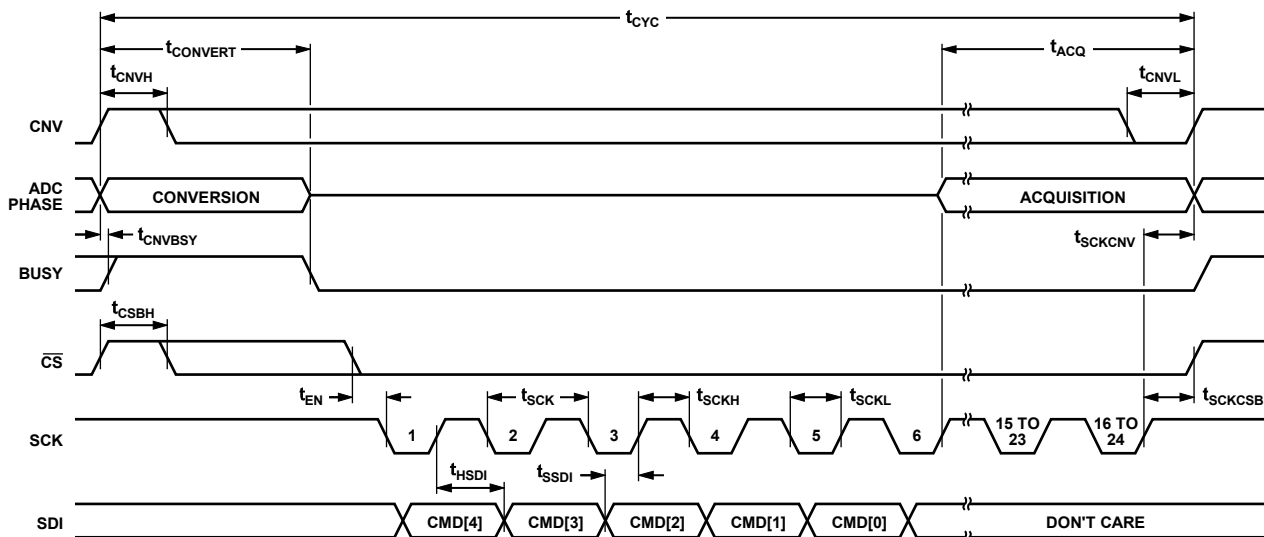 tCYC
tCONVERT
tACQ
tCNVH
tCNVL
CNV
ADC
PHASE
CONVERSION
ACQUISITION
tCNVBSY
tSCKCNV
BUSY
tCSBH
CS
tEN
tSCK
tSCKH
tSCKL
tSCKCSB
SCK
1
2
3
4
5
6
15 TO
23
16 TO
24
tHSDI
tSSDI
SDI
CMD[4]
CMD[3]
CMD[2]
CMD[1]
CMD[0]
DON'T CARE